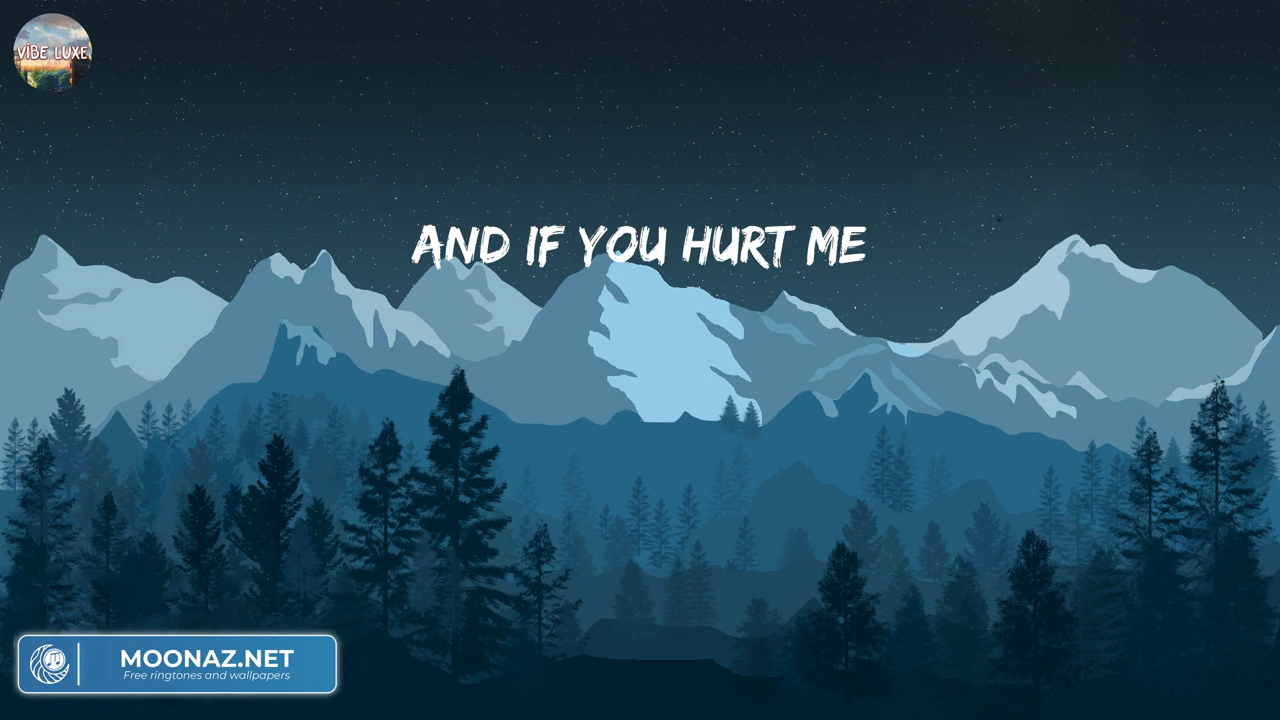 VIBE LUXE
AND IF YOU HURT ME
MOONAZ.NET
Free ringtones and wallpapers